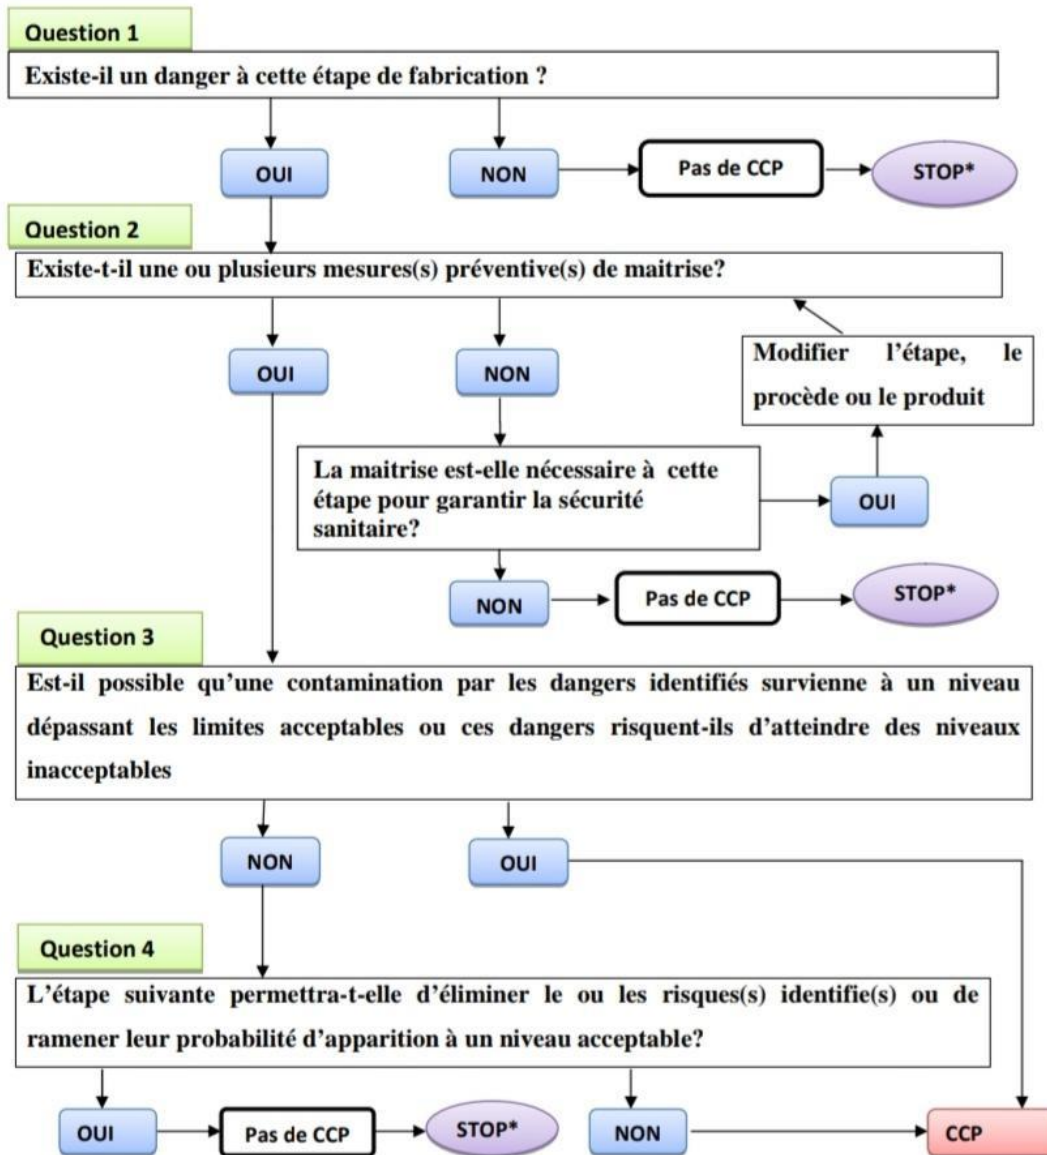 Question 1
Existe-il un danger à cette étape de fabrication ?
OUI
NON
Pas de CCP
STOP*
Question 2
Existe-t-il une ou plusieurs mesures(s) préventive(s) de maitrise?
OUI
NON
Modifier l'étape, le
procède ou le produit
La maitrise est-elle nécessaire à cette
étape pour garantir la sécurité
sanitaire?
OUI
NON
Pas de CCP
STOP*
Question 3
Est-il possible qu'une contamination par les dangers identifiés survienne à un niveau
dépassant les limites acceptables ou ces dangers risquent-ils d'atteindre des niveaux
inacceptables
NON
OUI
Question 4
L'étape suivante permettra-t-elle d'éliminer le ou les risques(s) identifie(s) ou de
ramener leur probabilité d'apparition à un niveau acceptable?
OUI
Pas de CCP
STOP*
NON
CCP